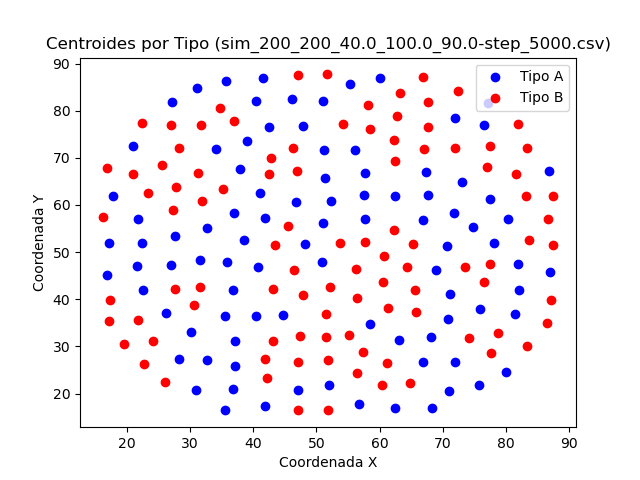 Centroides por Tipo (sim_200_200_40.0_100.0_90.0-step_5000.csv)
Tipo A
Tipo B
90
80
70
60
50
40
30
20
Coordenada Y
20 30 40 50 60 70 80 90
Coordenada X